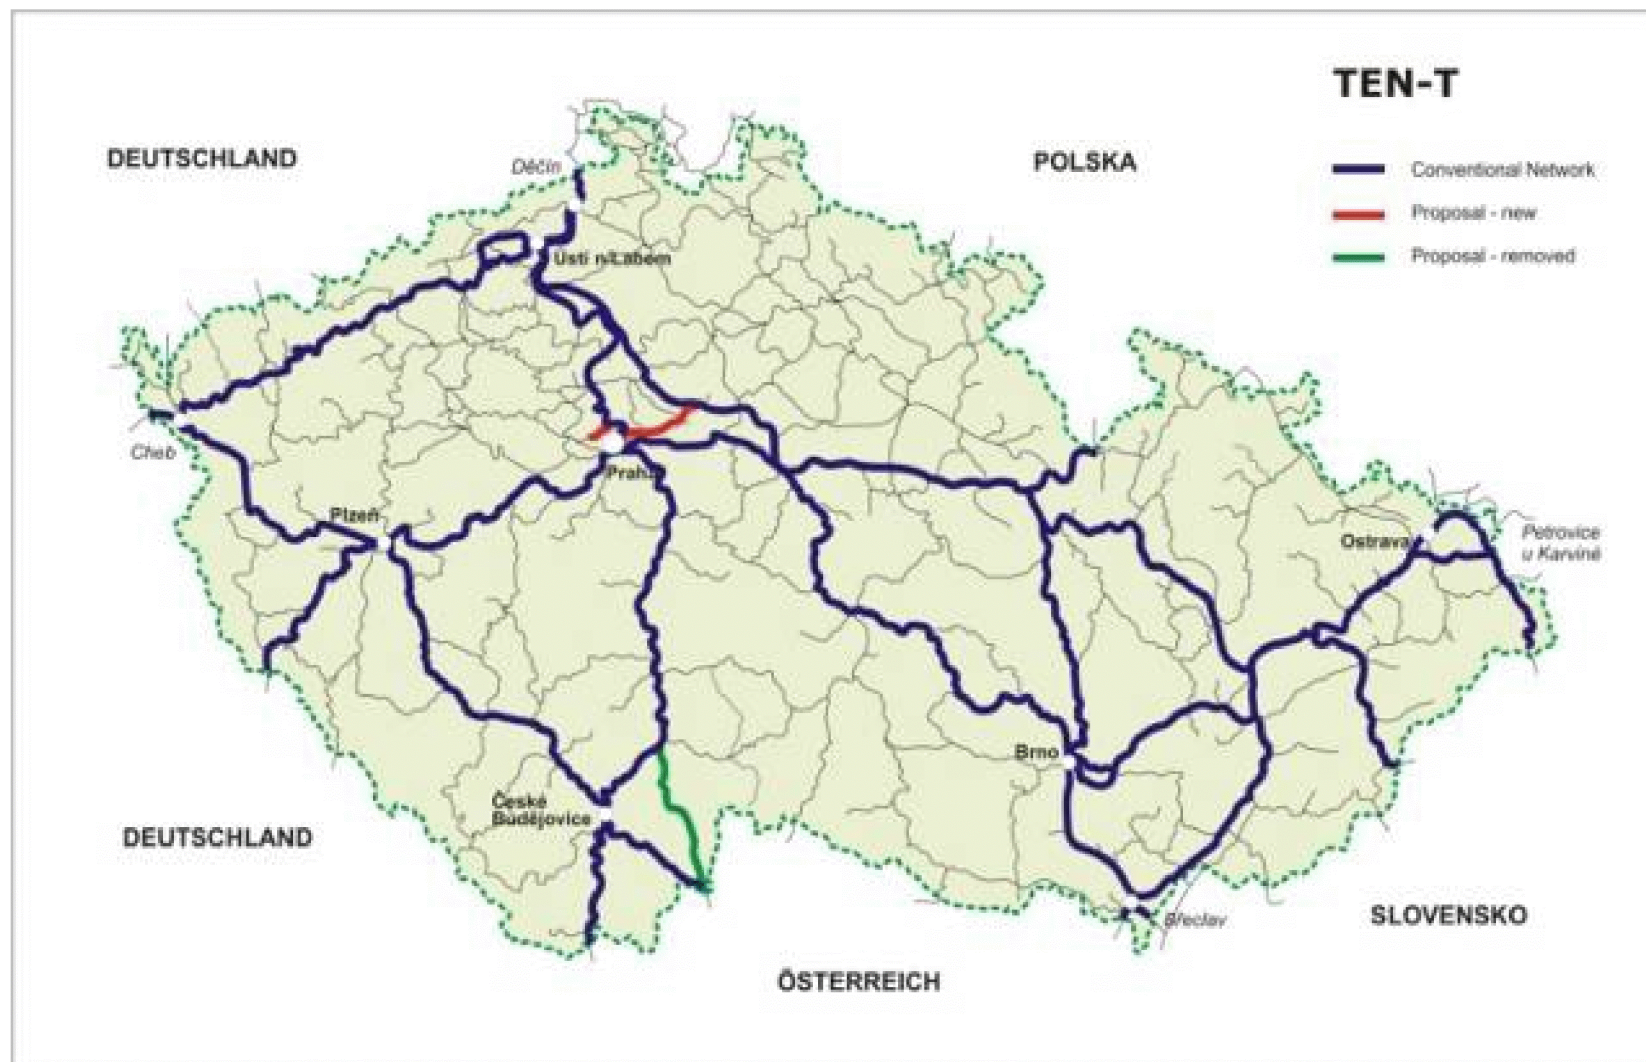 TEN-T
DEUTSCHLAND
POLSKA
Conventional Network
Proposal - new
Proposal - removed
Děčín
Ústí n/Labem
Cheb
Praha
Plzeň
Ostrava
Petrovice
u Karviné
Brno
České
Budějovice
DEUTSCHLAND
Břeclav
SLOVENSKO
ÖSTERREICH